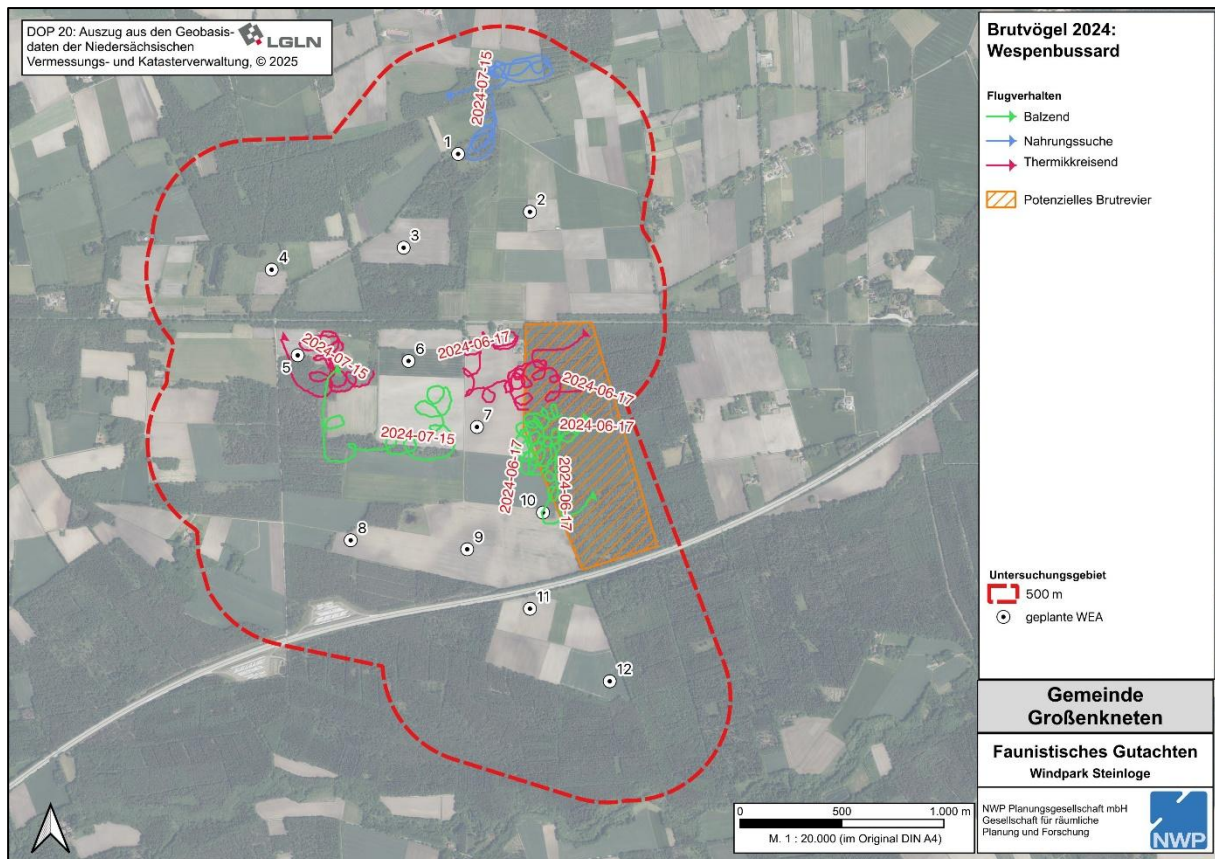 DOP 20: Auszug aus den Geobasis-
daten der Niedersächsischen
Vermessungs- und Katasterverwaltung, © 2025
LGLN
2024-07-15
1
2
3
4
5
2024-07-15
6
2024-06-17
2024-06-17
7
2024-07-15
2024-06-17
2024-06-17
2024-06-17
10
8
9
11
12
0 500 1.000 m
M. 1 : 20.000 (im Original DIN A4)
Brutvögel 2024:
Wespenbussard
Flugverhalten
Balzend
Nahrungssuche
Thermikkreisend
Potenzielles Brutrevier
Untersuchungsgebiet
500 m
geplante WEA
Gemeinde
Großenkneten
Faunistisches Gutachten
Windpark Steinloge
NWP Planungsgesellschaft mbH
Gesellschaft für räumliche
Planung und Forschung
NWP